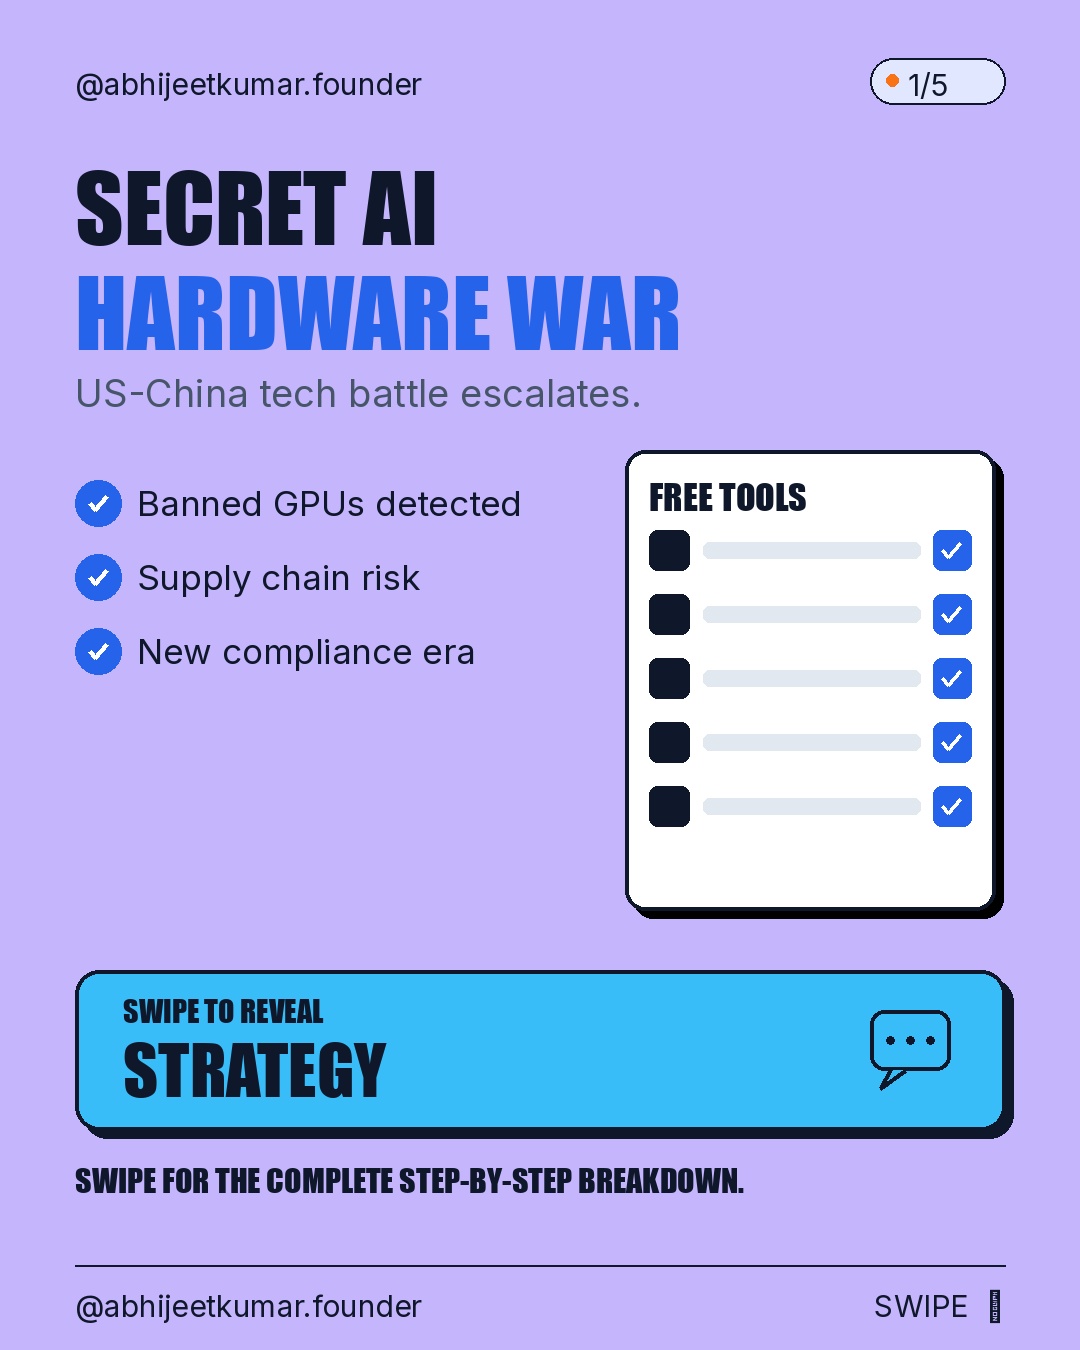 @abhijeetkumar.founder
1/5
SECRET AI
HARDWARE WAR
US-China tech battle escalates.
Banned GPUs detected
Supply chain risk
New compliance era
FREE TOOLS
SWIPE TO REVEAL
STRATEGY
SWIPE FOR THE COMPLETE STEP-BY-STEP BREAKDOWN.
@abhijeetkumar.founder
SWIPE